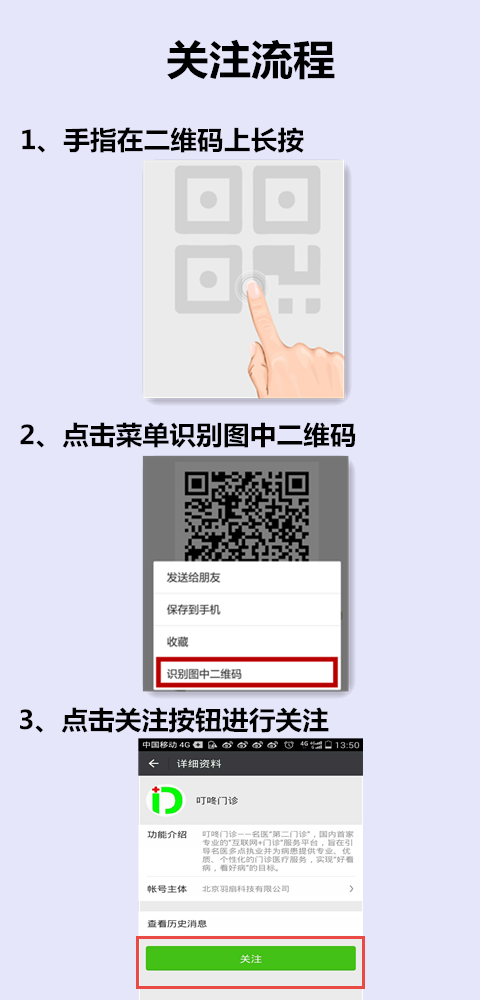 关注流程
1、手指在二维码上长按
2、点击菜单识别图中二维码
发送给朋友
保存到手机
收藏
识别图中二维码
3、点击关注按钮进行关注
中国移动 4G 4G 13:50
详细资料
叮咚门诊
功能介绍 叮咚门诊——名医"第二门诊"，国内首家
专业的"互联网+门诊"服务平台，旨在引
导名医多点执业并为病患提供专业、优
质、个性化的门诊医疗服务，实现"好看
病，看好病"的目标。
帐号主体 北京羽扇科技有限公司
查看历史消息
关注